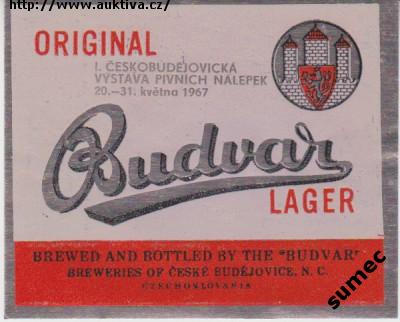 http://www.auktiva.cz/
ORIGINAL
I. ČESKOBUDĚJOVICKÁ
VÝSTAVA PIVNÍCH NÁLEPEK
20.—31. května 1967
Budvar
LAGER
BREWED AND BOTTLED BY THE "BUDVAR"
BREWERIES OF ČESKÉ BUDĚJOVICE, N. C.
CZECHOSLOVAKIA
sumec